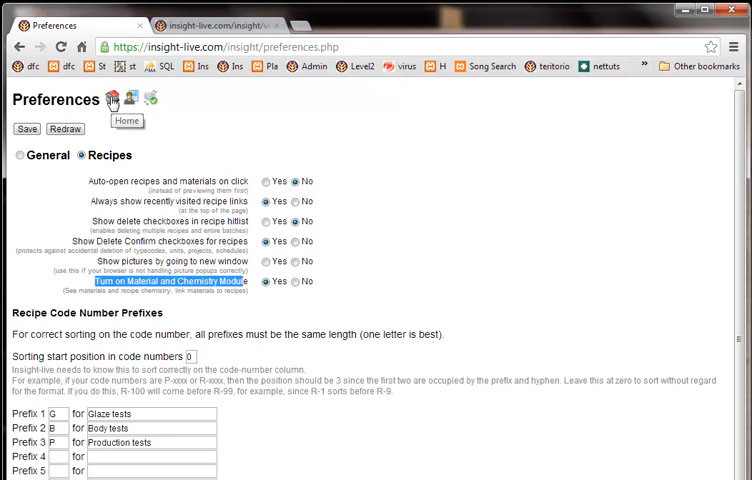 Preferences
insight-live.com/insight/vi
https://insight-live.com/insight/preferences.php
dfc dfc St st SQL Ins Ins Pta Admin Level2 virus H Song Search teritorio nettuts » Other bookmarks
Preferences
Home
Save Redraw
General Recipes
Auto-open recipes and materials on click Yes No
(instead of previewing them first)
Always show recently visited recipe links Yes No
(at the top of the page)
Show delete checkboxes in recipe hitlist Yes No
(enables deleting multiple recipes and entire batches)
Show Delete Confirm checkboxes for recipes Yes No
(protects against accidental deletion of typecodes, units, projects, schedules)
Show pictures by going to new window Yes No
(use this if your browser is not handling picture popups correctly)
Turn on Material and Chemistry Module Yes No
(See materials and recipe chemistry, link materials to recipes)
Recipe Code Number Prefixes
For correct sorting on the code number, all prefixes must be the same length (one letter is best).
Sorting start position in code numbers 0
Insight-live needs to know this to sort correctly on the code-number column.
For example, if your code numbers are P-xxxx or R-xxxx, then the position should be 3 since the first two are occupied by the prefix and hyphen. Leave this at zero to sort without regard
for the format. If you do this, R-100 will come before R-99, for example, since R-1 sorts before R-9.
Prefix 1 G for Glaze tests
Prefix 2 B for Body tests
Prefix 3 P for Production tests
Prefix 4 for
Prefix 5 for